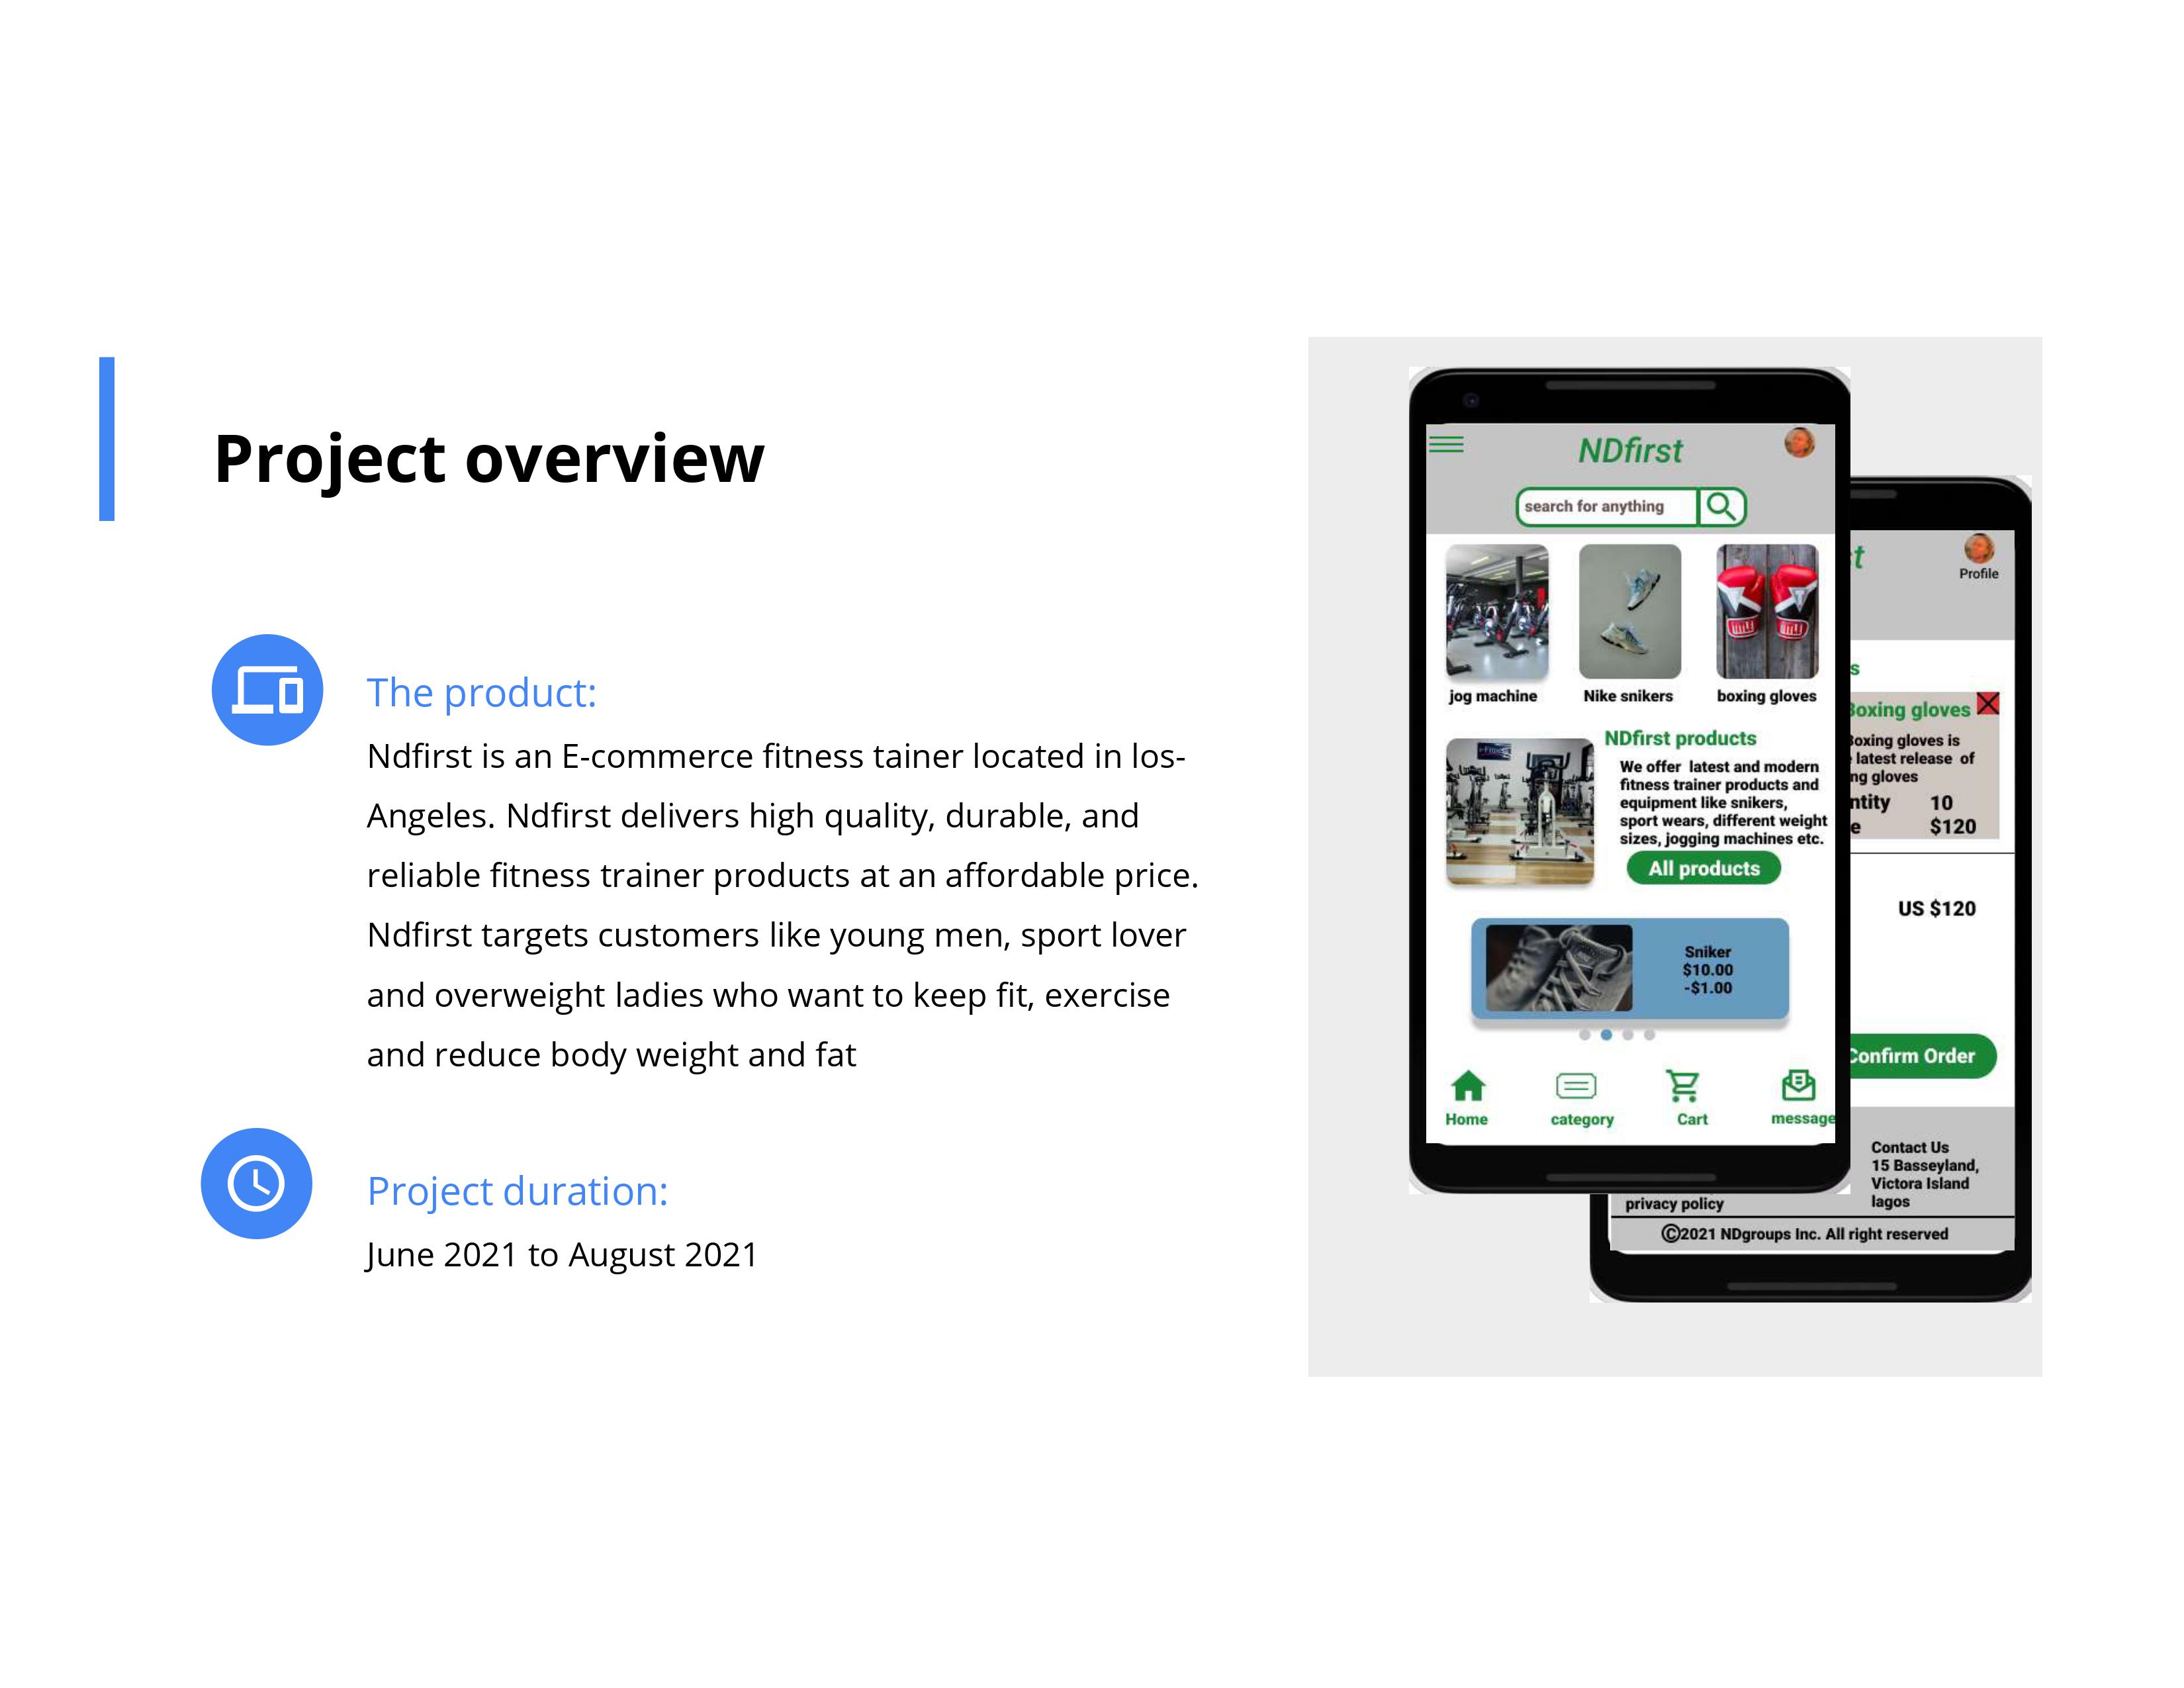 Project overview
The product:
Ndfirst is an E-commerce fitness tainer located in los-
Angeles. Ndfirst delivers high quality, durable, and
reliable fitness trainer products at an affordable price.
Ndfirst targets customers like young men, sport lover
and overweight ladies who want to keep fit, exercise
and reduce body weight and fat
Project duration:
June 2021 to August 2021
NDfirst
search for anything
jog machine
Nike snikers
boxing gloves
NDfirst products
We offer latest and modern
fitness trainer products and
equipment like snikers,
sport wears, different weight
sizes, jogging machines etc.
All products
Sniker
$10.00
-$1.00
Home
category
Cart
message
t
Profile
s
Boxing gloves
Boxing gloves is
latest release of
ng gloves
ntity 10
e $120
US $120
Confirm Order
Contact Us
15 Basseyland,
Victora Island
lagos
privacy policy
©2021 NDgroups Inc. All right reserved